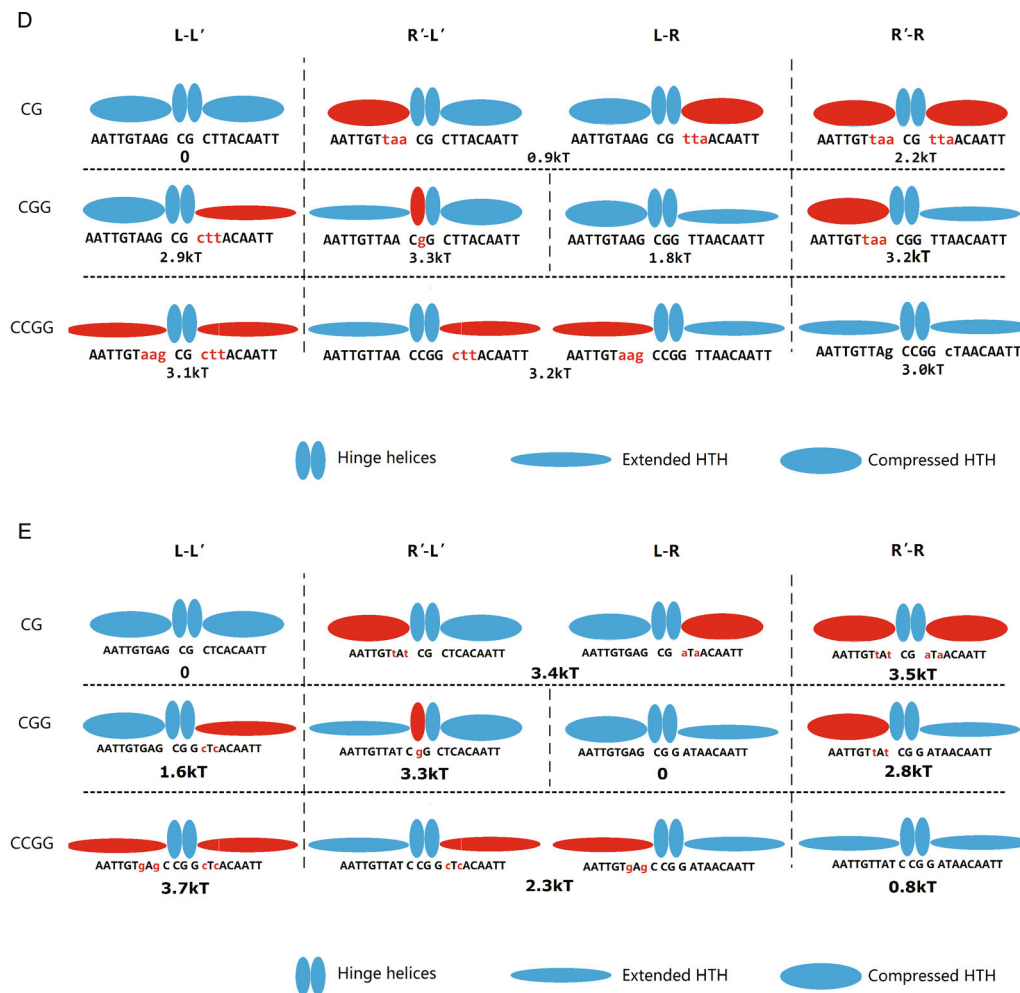 D
L-L' R'-L' L-R R'-R
CG
AATTGTAAG CG CTTACAATT AATTGTtaa CG CTTACAATT AATTGTAAG CG ttaACAATT AATTGTtaa CG ttaACAATT
0 0.9kT 2.2kT
CGG
AATTGTAAG CG cttACAATT AATTGTTAA CgG CTTACAATT AATTGTAAG CGG TTAACAATT AATTGTtaa CGG TTAACAATT
2.9kT 3.3kT 1.8kT 3.2kT
CCGG
AATTGTaag CG cttACAATT AATTGTTAA CCGG cttACAATT AATTGTaag CCGG TTAACAATT AATTGTTAg CCGG cTAACAATT
3.1kT 3.2kT 3.0kT
Hinge helices Extended HTH Compressed HTH
E
L-L' R'-L' L-R R'-R
CG
AATTGTGAG CG CTCACAATT AATTGTtAt CG CTCACAATT AATTGTGAG CG aTaACAATT AATTGTtAt CG aTaACAATT
0 3.4kT 3.5kT
CGG
AATTGTGAG CG G cTcACAATT AATTGTTAT C gG CTCACAATT AATTGTGAG CG G ATAACAATT AATTGTtAt CG G ATAACAATT
1.6kT 3.3kT 0 2.8kT
CCGG
AATTGTgAg C CG G cTcACAATT AATTGTTAT C CG G cTcACAATT AATTGTgAg C CG G ATAACAATT AATTGTTAT C CG G ATAACAATT
3.7kT 2.3kT 0.8kT
Hinge helices Extended HTH Compressed HTH